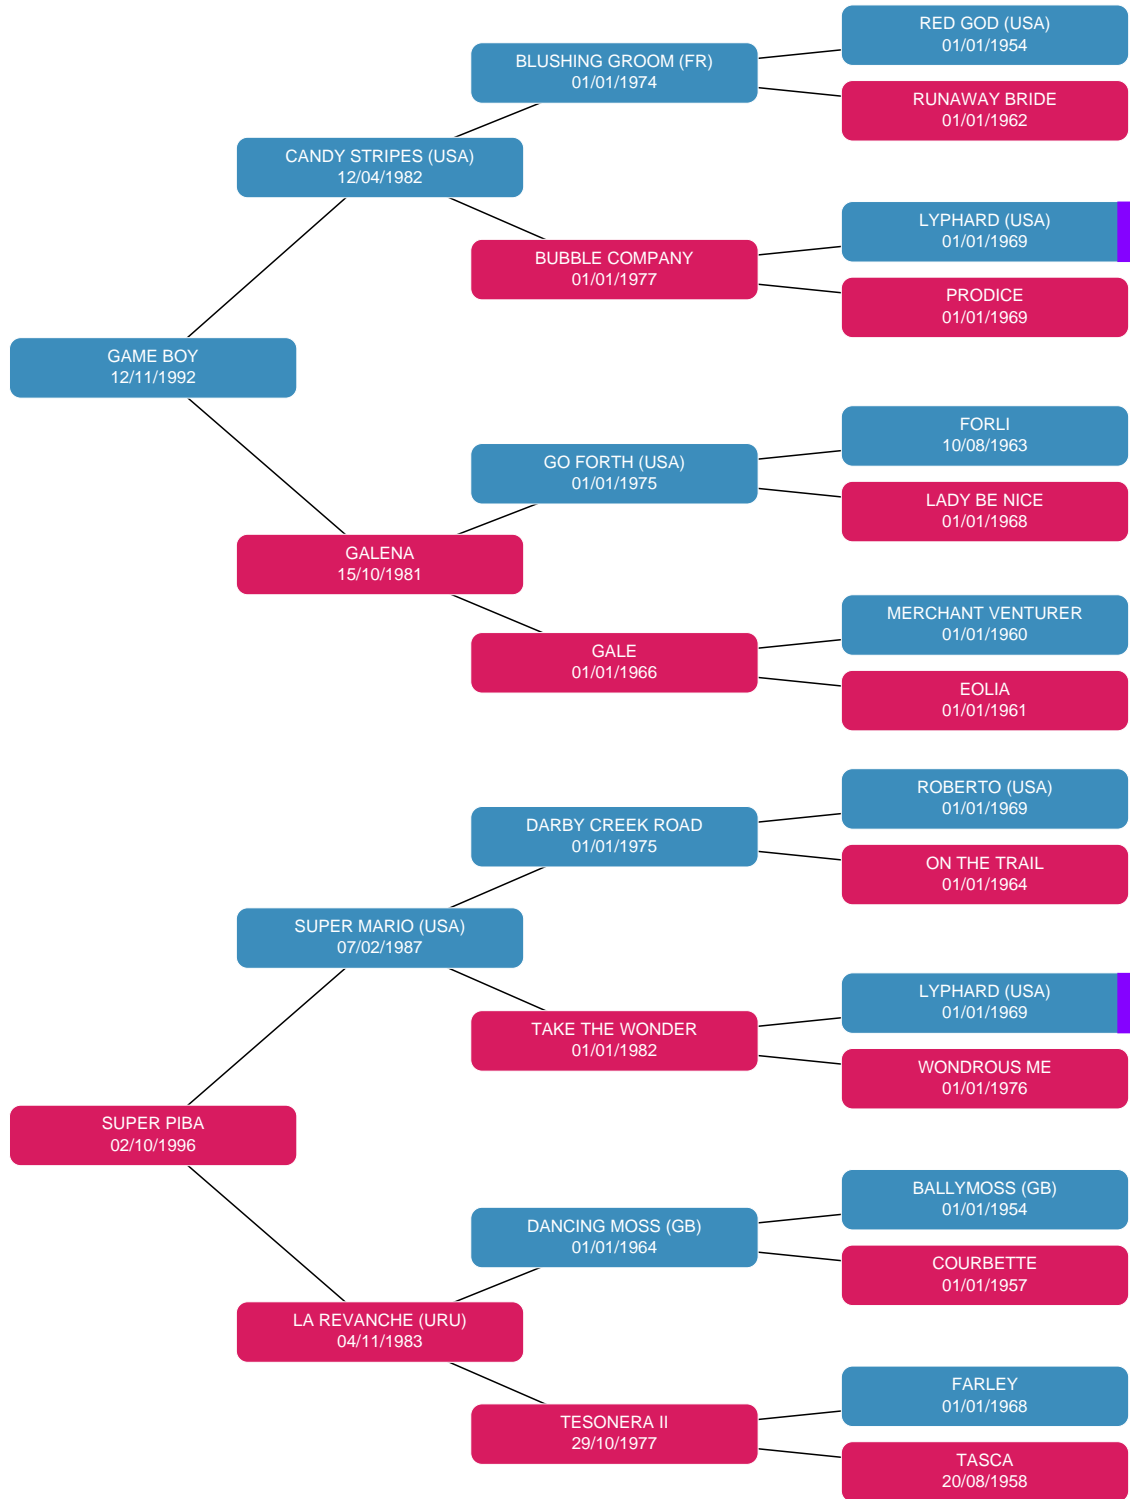 RED GOD (USA)
01/01/1954
BLUSHING GROOM (FR)
01/01/1974
RUNAWAY BRIDE
01/01/1962
CANDY STRIPES (USA)
12/04/1982
LYPHARD (USA)
01/01/1969
BUBBLE COMPANY
01/01/1977
PRODICE
01/01/1969
GAME BOY
12/11/1992
FORLI
10/08/1963
GO FORTH (USA)
01/01/1975
LADY BE NICE
01/01/1968
GALENA
15/10/1981
MERCHANT VENTURER
01/01/1960
GALE
01/01/1966
EOLIA
01/01/1961
ROBERTO (USA)
01/01/1969
DARBY CREEK ROAD
01/01/1975
ON THE TRAIL
01/01/1964
SUPER MARIO (USA)
07/02/1987
LYPHARD (USA)
01/01/1969
TAKE THE WONDER
01/01/1982
WONDROUS ME
01/01/1976
SUPER PIBA
02/10/1996
BALLYMOSS (GB)
01/01/1954
DANCING MOSS (GB)
01/01/1964
COURBETTE
01/01/1957
LA REVANCHE (URU)
04/11/1983
FARLEY
01/01/1968
TESONERA II
29/10/1977
TASCA
20/08/1958